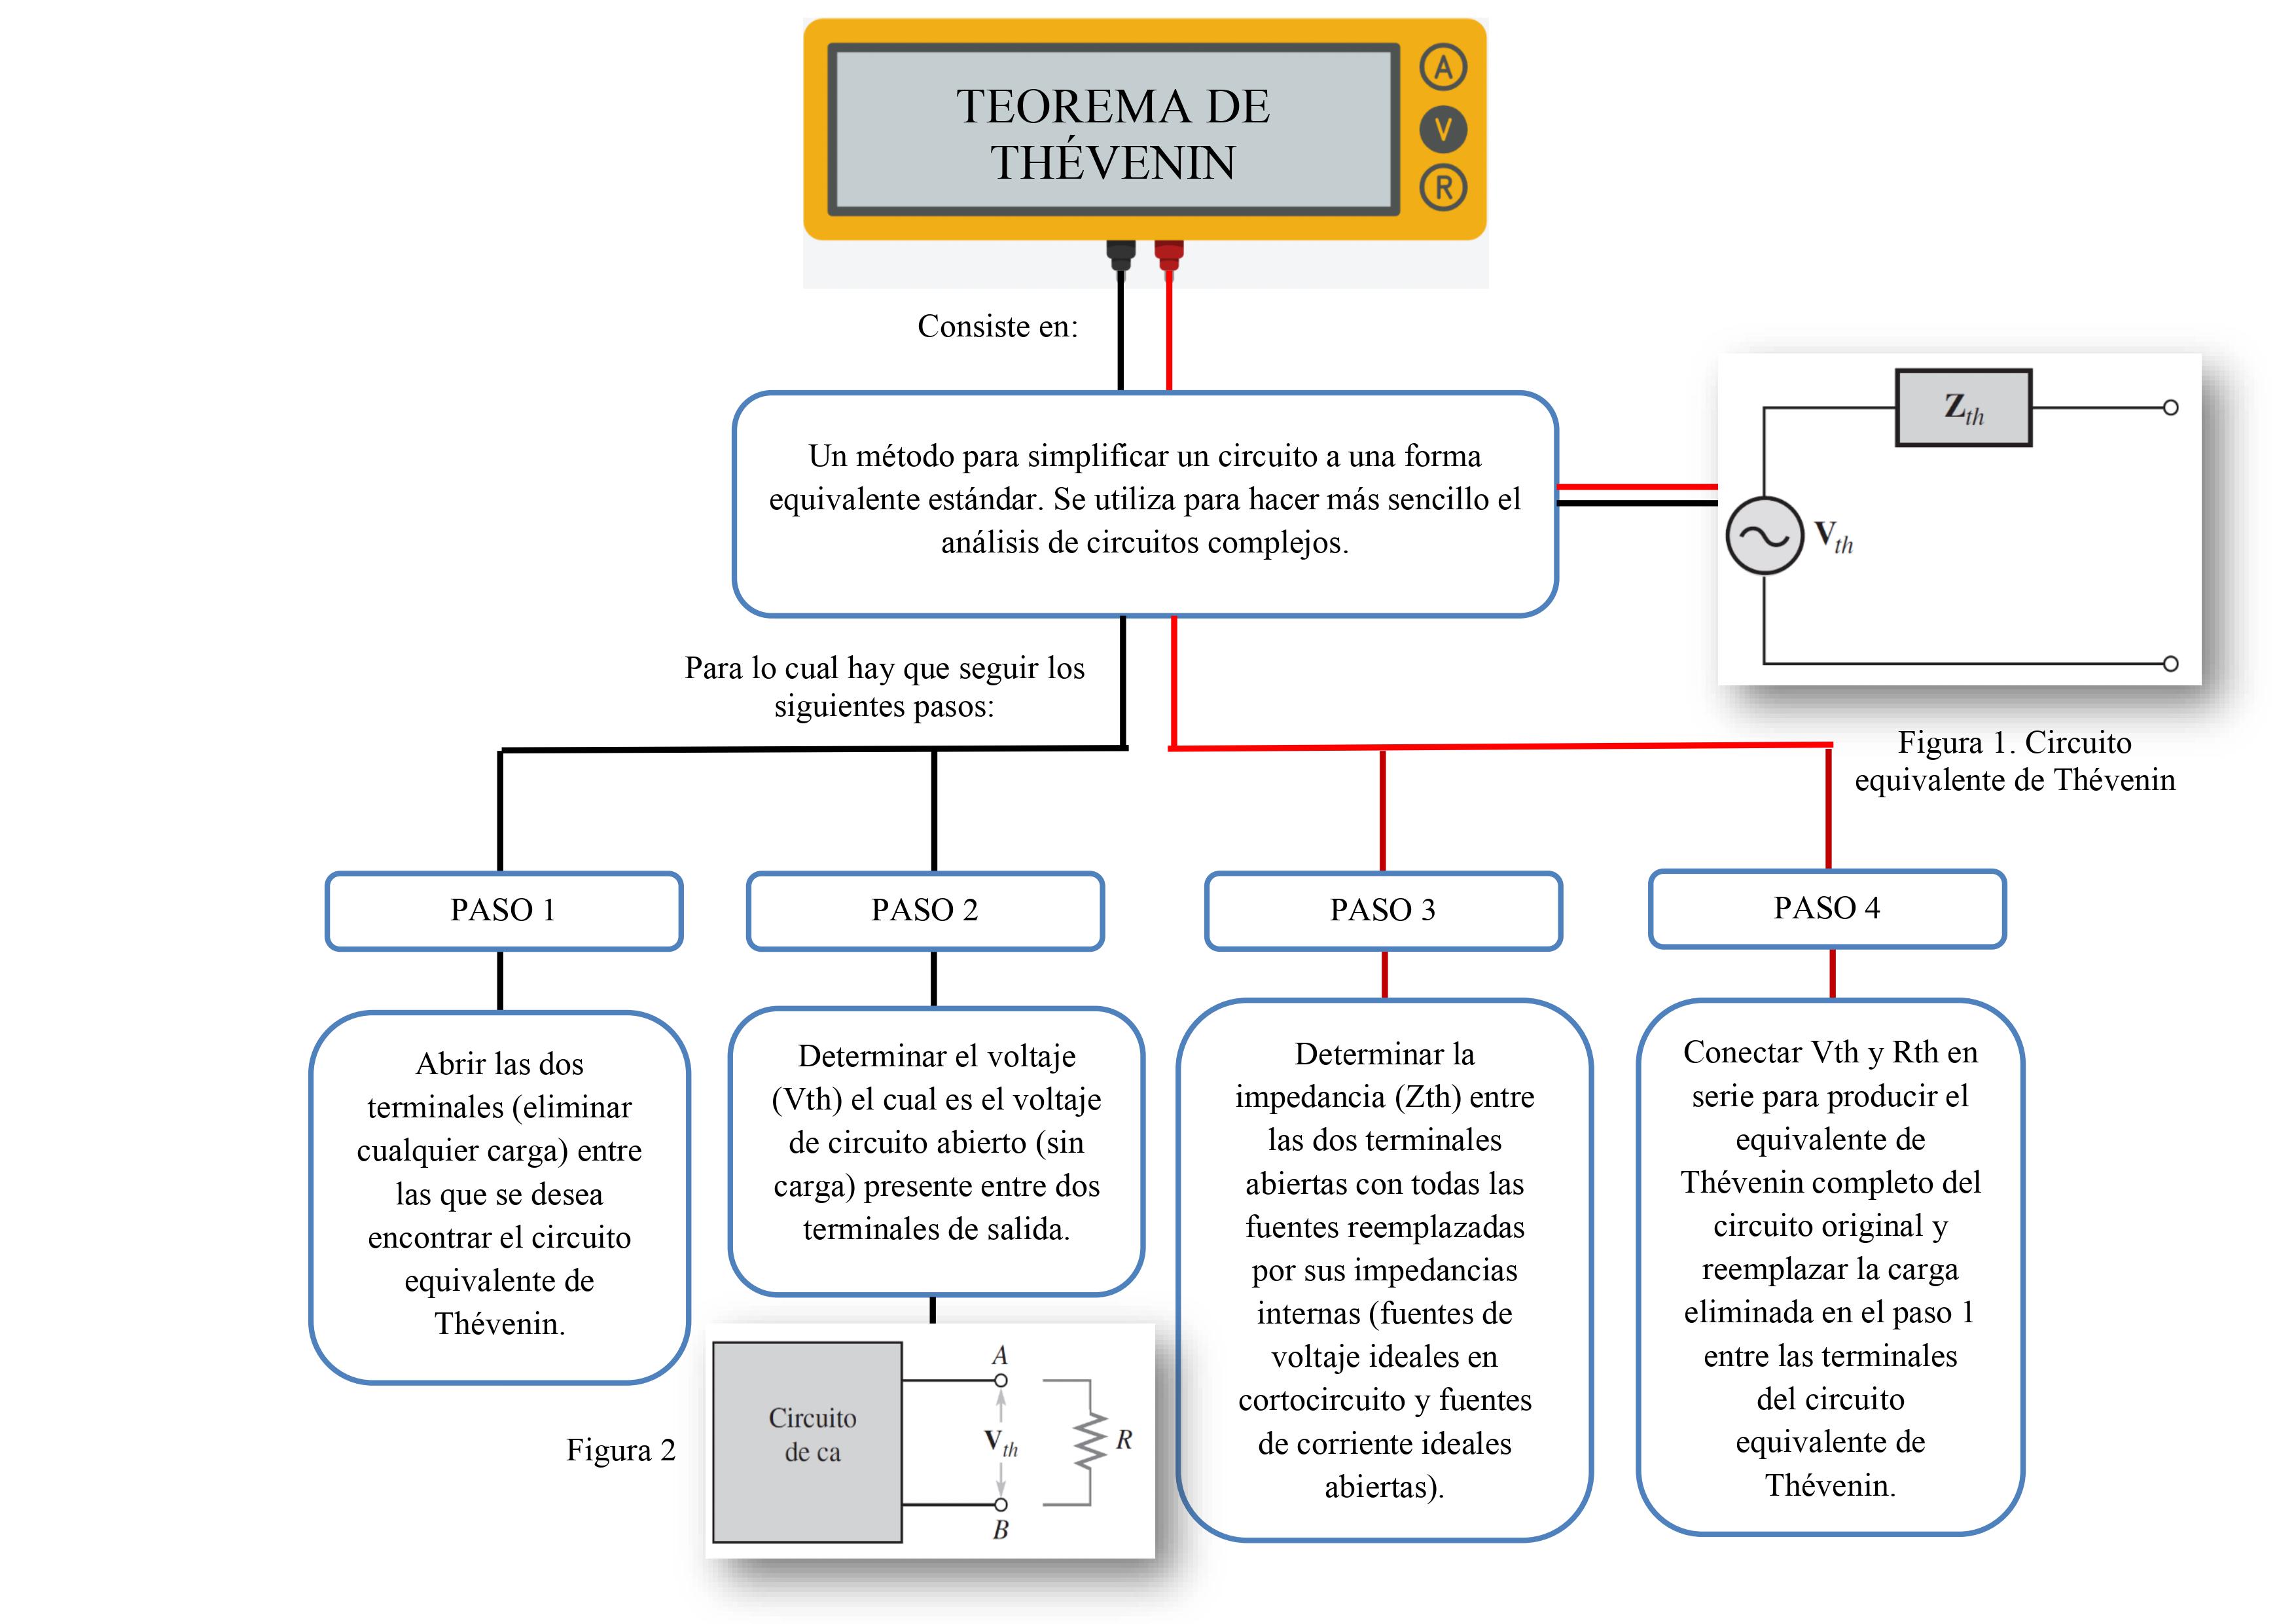 TEOREMA DE
THÉVENIN
A
V
R
Consiste en:
Un método para simplificar un circuito a una forma
equivalente estándar. Se utiliza para hacer más sencillo el
análisis de circuitos complejos.
Zth
Vth
Figura 1. Circuito
equivalente de Thévenin
Para lo cual hay que seguir los
siguientes pasos:
PASO 1
PASO 2
PASO 3
PASO 4
Abrir las dos
terminales (eliminar
cualquier carga) entre
las que se desea
encontrar el circuito
equivalente de
Thévenin.
Determinar el voltaje
(Vth) el cual es el voltaje
de circuito abierto (sin
carga) presente entre dos
terminales de salida.
Determinar la
impedancia (Zth) entre
las dos terminales
abiertas con todas las
fuentes reemplazadas
por sus impedancias
internas (fuentes de
voltaje ideales en
cortocircuito y fuentes
de corriente ideales
abiertas).
Conectar Vth y Rth en
serie para producir el
equivalente de
Thévenin completo del
circuito original y
reemplazar la carga
eliminada en el paso 1
entre las terminales
del circuito
equivalente de
Thévenin.
Figura 2
Circuito
de ca
A
Vth
B
R